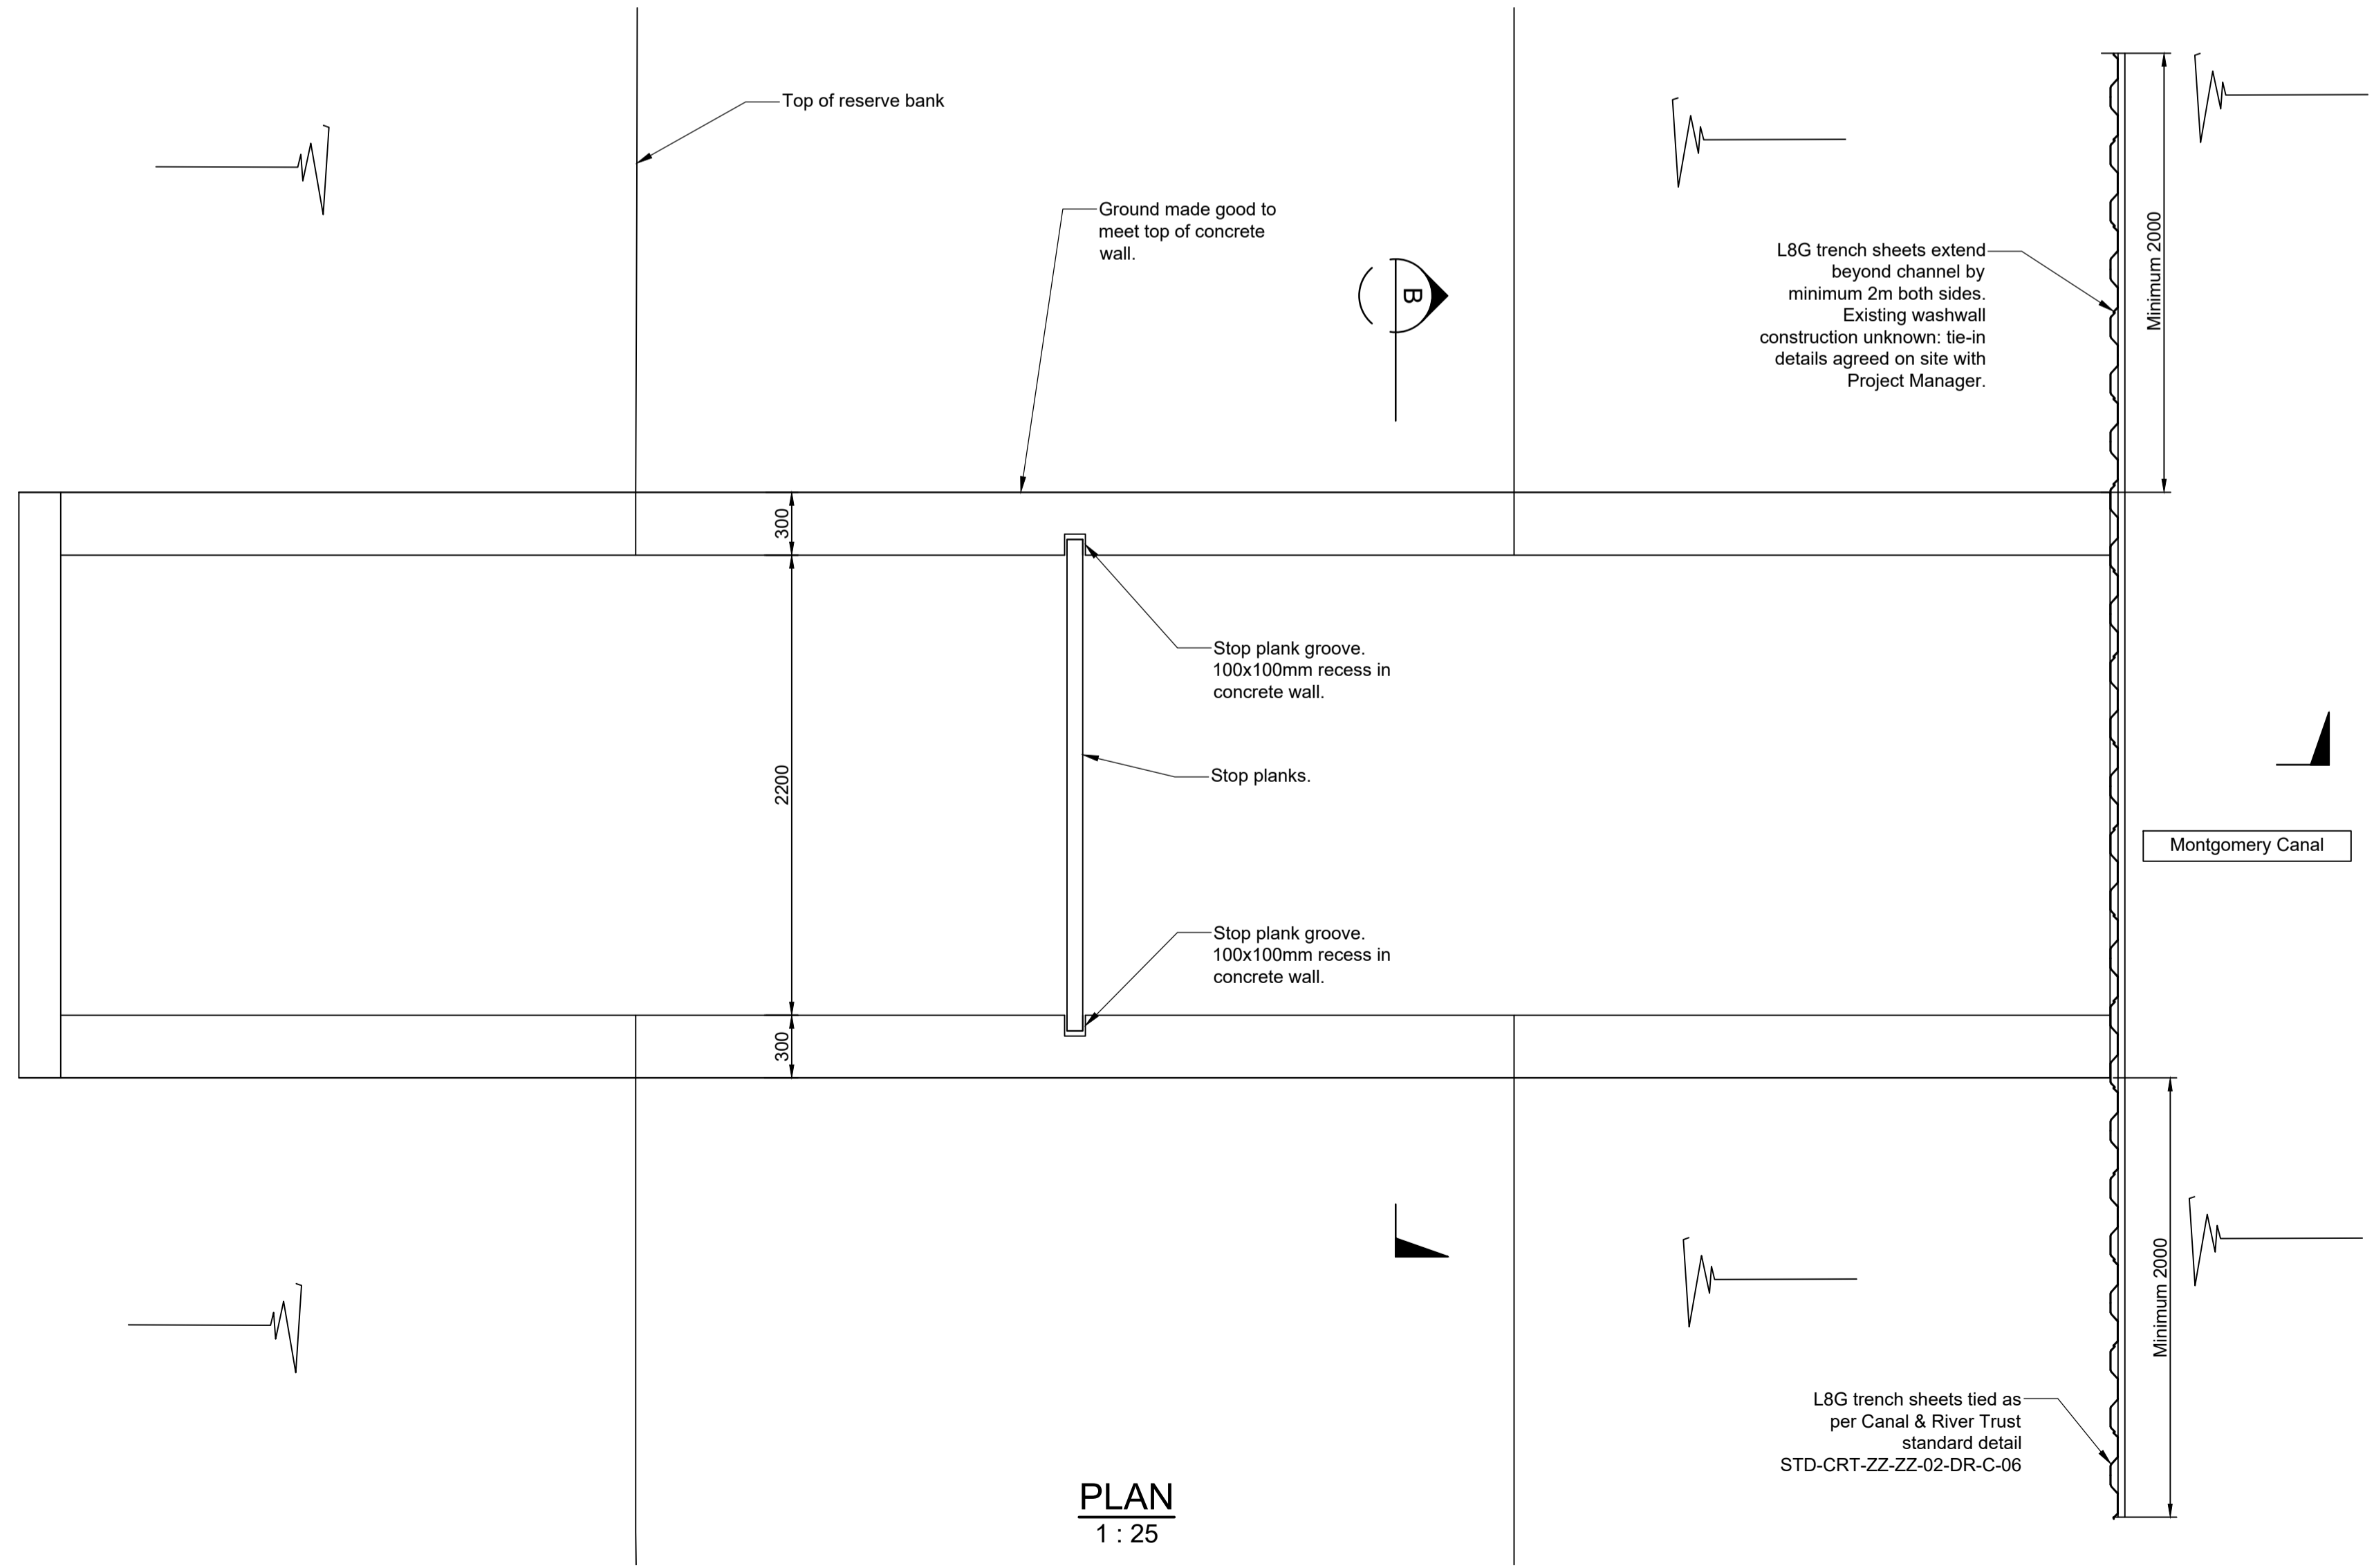 Top of reserve bank
Ground made good to
meet top of concrete
wall.
B
L8G trench sheets extend
beyond channel by
minimum 2m both sides.
Existing washwall
construction unknown: tie-in
details agreed on site with
Project Manager.
Minimum 2000
300
Stop plank groove.
100x100mm recess in
concrete wall.
2200
Stop planks.
Montgomery Canal
Stop plank groove.
100x100mm recess in
concrete wall.
300
Minimum 2000
L8G trench sheets tied as
per Canal & River Trust
standard detail
STD-CRT-ZZ-ZZ-02-DR-C-06
PLAN
1 : 25